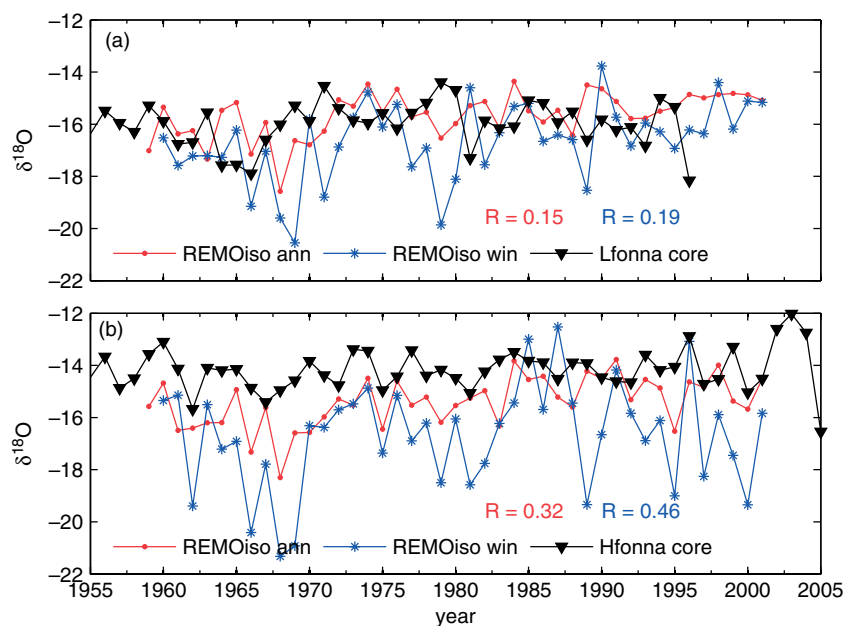 −12
(a)
−14
−16
δ¹⁸O
−18
−20
R = 0.15 R = 0.19
REMOiso ann REMOiso win Lfonna core
−22
−12
(b)
−14
−16
δ¹⁸O
−18
−20
R = 0.32 R = 0.46
REMOiso ann REMOiso win Hfonna core
−22
1955 1960 1965 1970 1975 1980 1985 1990 1995 2000 2005
year